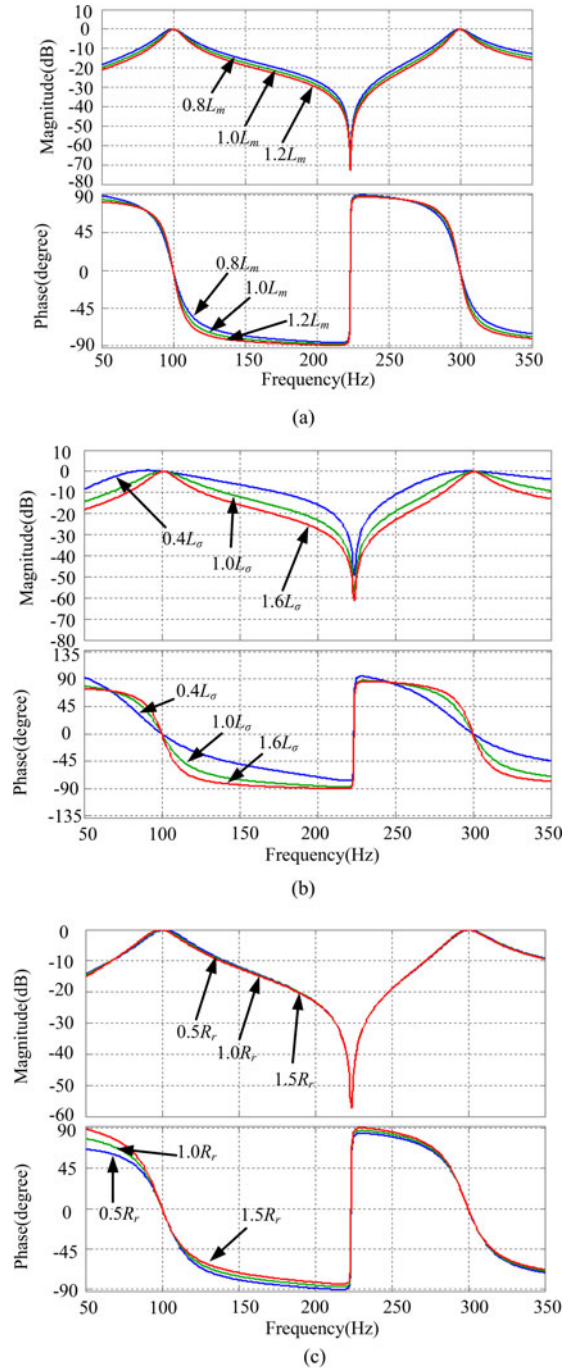 10
0
-10
-20
-30
-40
-50
-60
-70
-80
Magnitude(dB)
0.8Lm
1.0Lm
1.2Lm
90
45
0
-45
-90
Phase(degree)
0.8Lm
1.0Lm
1.2Lm
50 100 150 200 250 300 350
Frequency(Hz)
(a)
10
0
-10
-20
-30
-40
-50
-60
-70
-80
Magnitude(dB)
0.4Lσ
1.0Lσ
1.6Lσ
135
90
45
0
-45
-90
-135
Phase(degree)
0.4Lσ
1.0Lσ
1.6Lσ
50 100 150 200 250 300 350
Frequency(Hz)
(b)
0
-10
-20
-30
-40
-50
-60
Magnitude(dB)
0.5Rr
1.0Rr
1.5Rr
90
45
0
-45
-90
Phase(degree)
1.0Rr
0.5Rr
1.5Rr
50 100 150 200 250 300 350
Frequency(Hz)
(c)